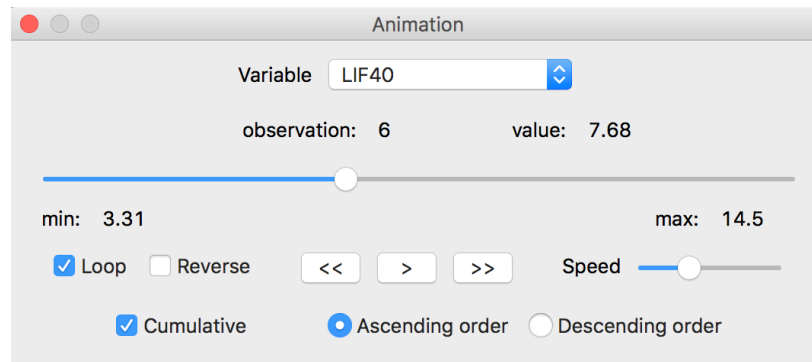 Animation
Variable LIF40
observation: 6 value: 7.68
min: 3.31 max: 14.5
Loop Reverse << > >> Speed
Cumulative Ascending order Descending order